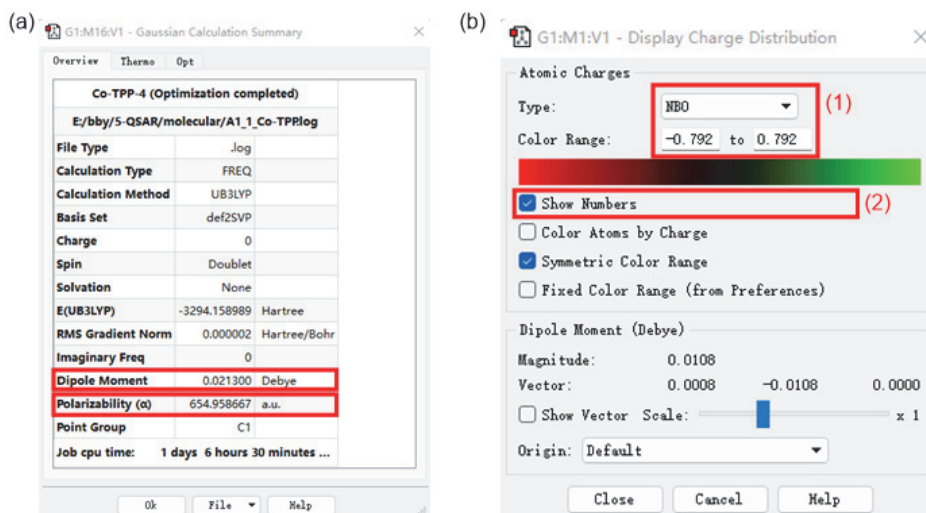 (a)
G1:M16:V1 - Gaussian Calculation Summary
Overview Thermo Opt
Co-TPP-4 (Optimization completed)
E:/bby/5-QSAR/molecular/A1_1_Co-TPP.log
File Type .log
Calculation Type FREQ
Calculation Method UB3LYP
Basis Set def2SVP
Charge 0
Spin Doublet
Solvation None
E(UB3LYP) -3294.158989 Hartree
RMS Gradient Norm 0.000002 Hartree/Bohr
Imaginary Freq 0
Dipole Moment 0.021300 Debye
Polarizability (α) 654.958667 a.u.
Point Group C1
Job cpu time: 1 days 6 hours 30 minutes ...
Ok File Help
(b)
G1:M1:V1 - Display Charge Distribution
Atomic Charges
Type: NBO (1)
Color Range: -0.792 to 0.792
Show Numbers (2)
Color Atoms by Charge
Symmetric Color Range
Fixed Color Range (from Preferences)
Dipole Moment (Debye)
Magnitude: 0.0108
Vector: 0.0008 -0.0108 0.0000
Show Vector Scale: x 1
Origin: Default
Close Cancel Help